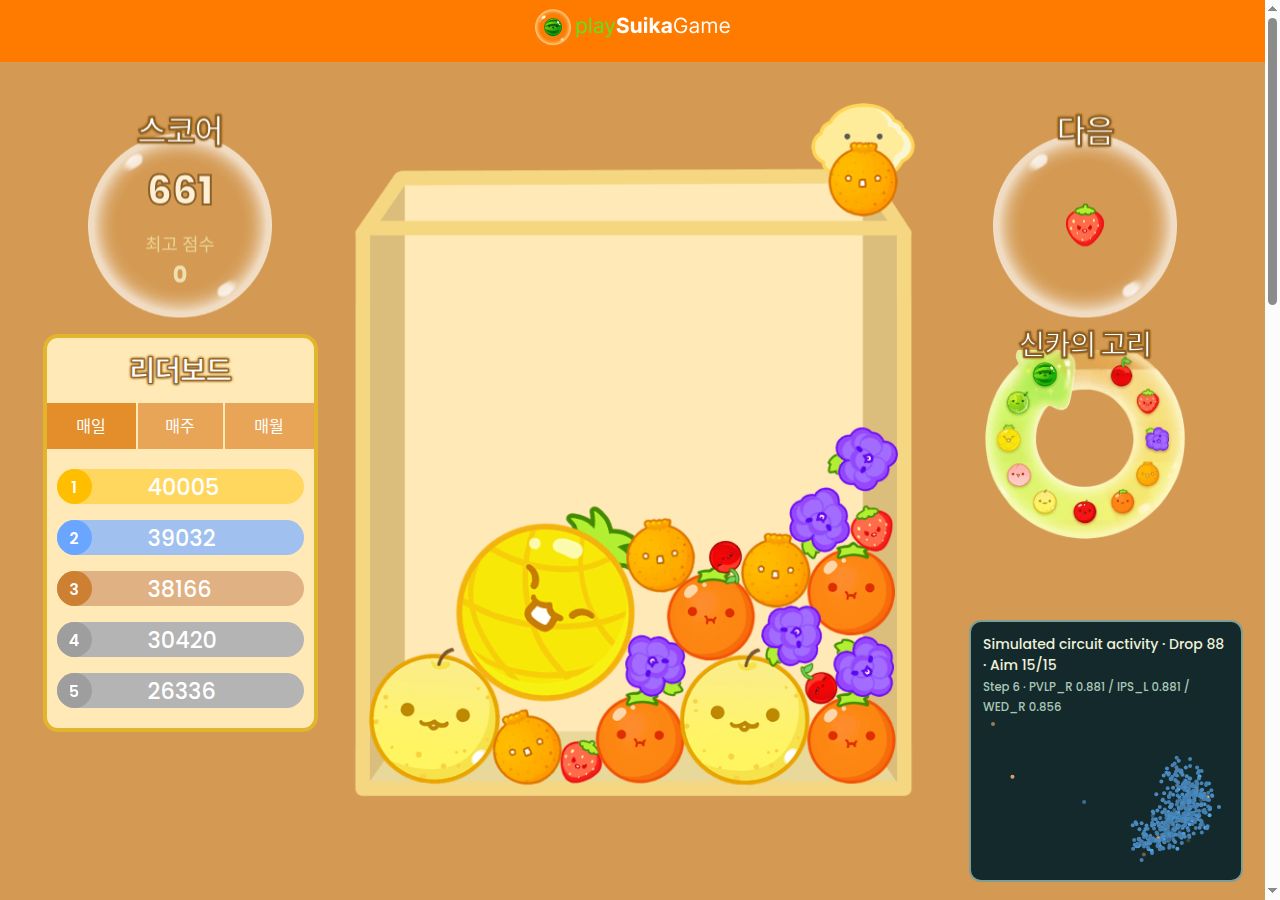 playSuikaGame
스코어
661
최고 점수
0
다음
신카의 고리
리더보드
매일 매주 매월
1 40005
2 39032
3 38166
4 30420
5 26336
Simulated circuit activity · Drop 88
· Aim 15/15
Step 6 · PVLP_R 0.881 / IPS_L 0.881 /
WED_R 0.856